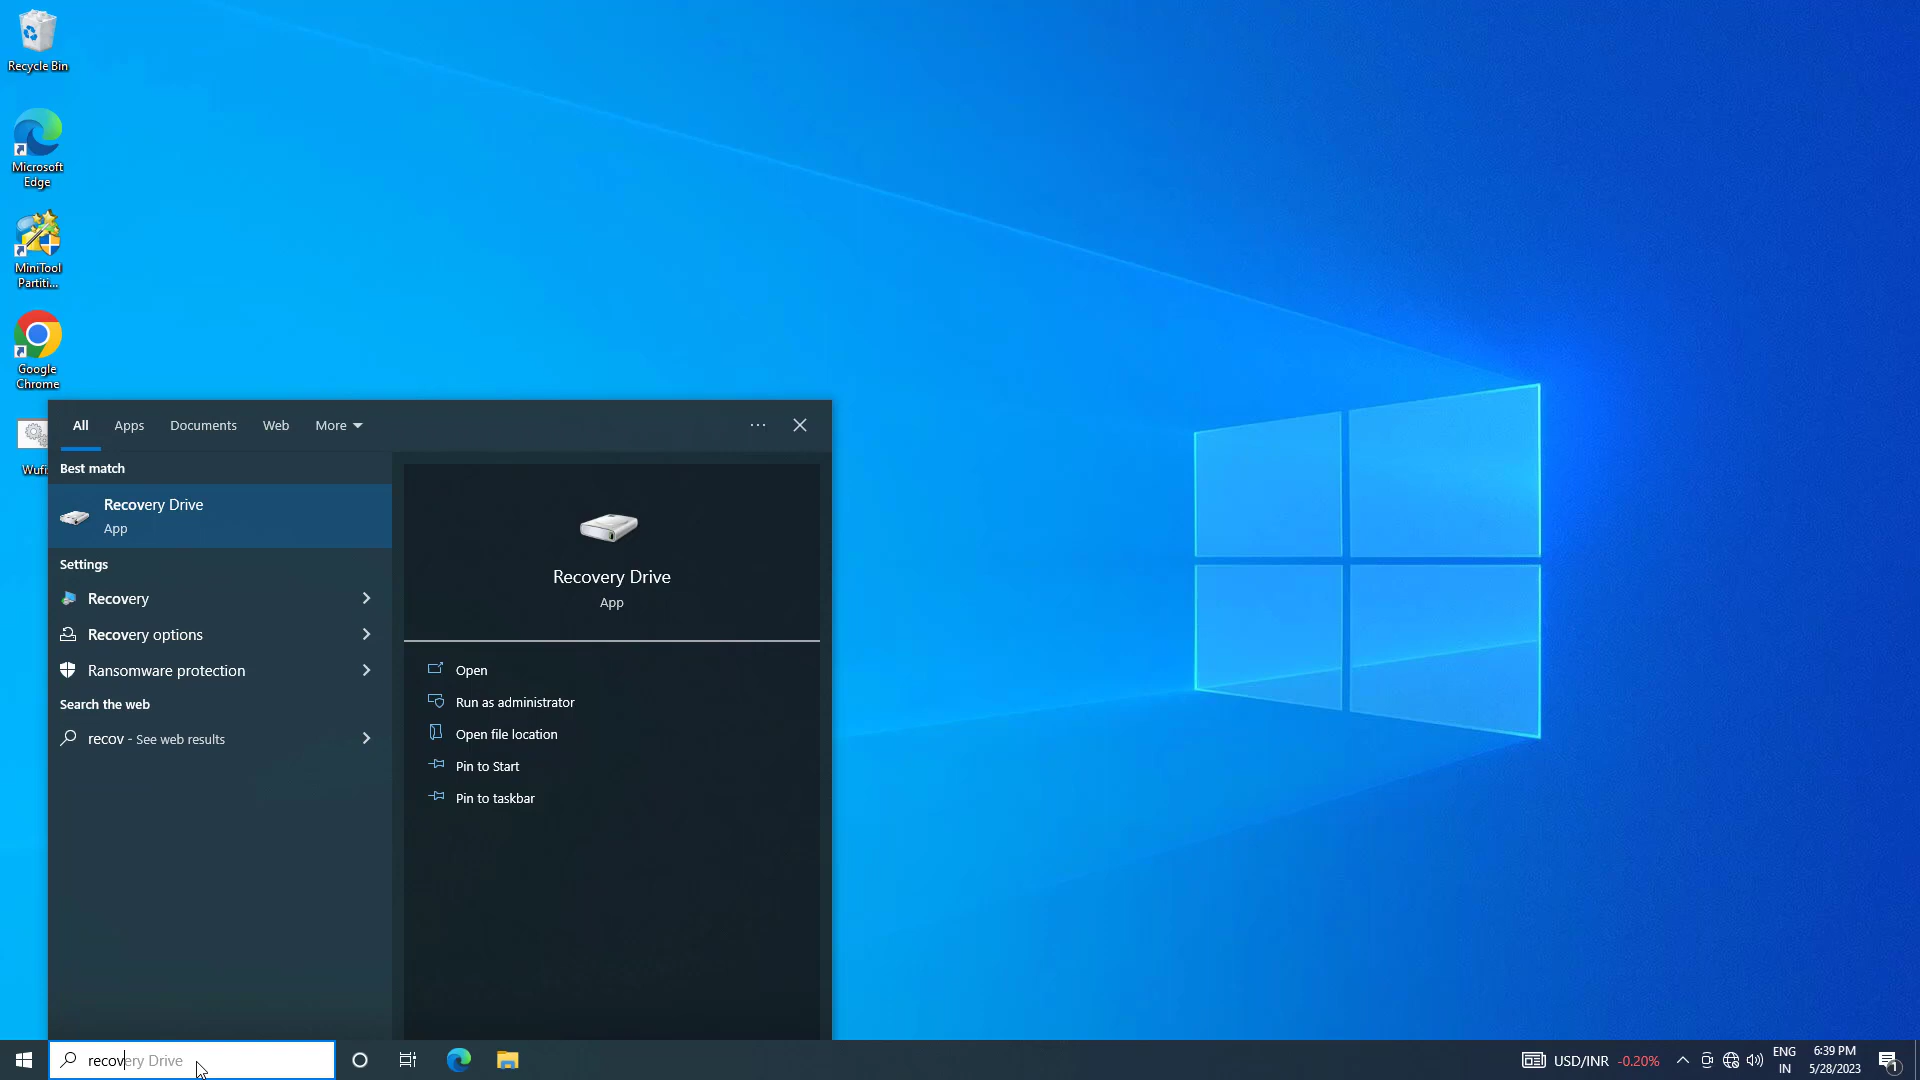 Recycle Bin
Microsoft
Edge
MiniTool
Partiti...
Google
Chrome
Wufi
All
Apps
Documents
Web
More
Best match
Recovery Drive
App
Settings
Recovery
Recovery options
Ransomware protection
Search the web
recov - See web results
Recovery Drive
App
Open
Run as administrator
Open file location
Pin to Start
Pin to taskbar
recovery Drive
USD/INR -0.20%
ENG
IN
6:39 PM
5/28/2023
1